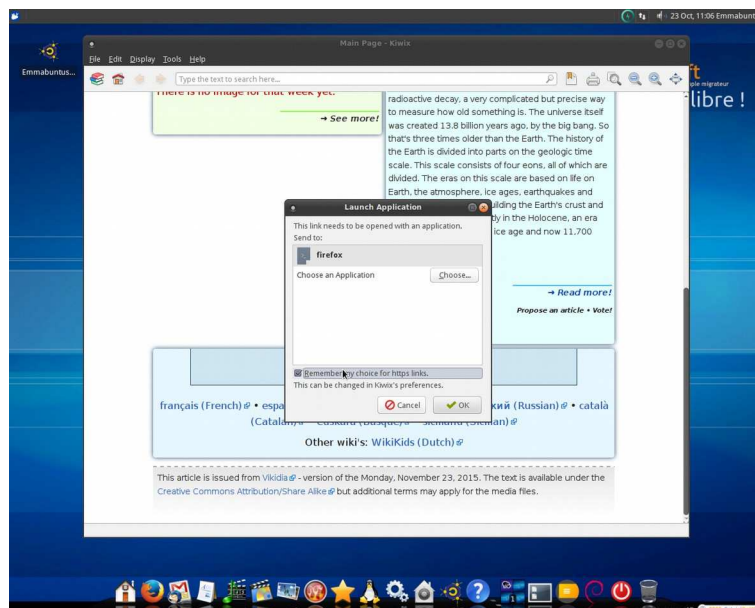 23 Oct, 11:06 Emmabunt
Emmabuntus...
Main Page - Kiwix
File Edit Display Tools Help
Type the text to search here...
There is no image for that week yet.
→ See more!
radioactive decay, a very complicated but precise way
to measure how old something is. The universe itself
was created 13.8 billion years ago, by the big bang. So
that's three times older than the Earth. The history of
the Earth is divided into parts on the geologic time
scale. This scale consists of four eons, all of which are
divided. The eras on this scale are based on life on
Earth, the atmosphere, ice ages, earthquakes and
uilding the Earth's crust and
tly in the Holocene, an era
ice age and now 11.700
→ Read more!
Propose an article • Vote!
Launch Application
This link needs to be opened with an application.
Send to:
firefox
Choose an Application
Choose...
Remember my choice for https links.
This can be changed in Kiwix's preferences.
Cancel
OK
français (French) • espa
кий (Russian) • català
(Catalan)
Other wiki's: WikiKids (Dutch)
This article is issued from Vikidia - version of the Monday, November 23, 2015. The text is available under the
Creative Commons Attribution/Share Alike but additional terms may apply for the media files.
libre !